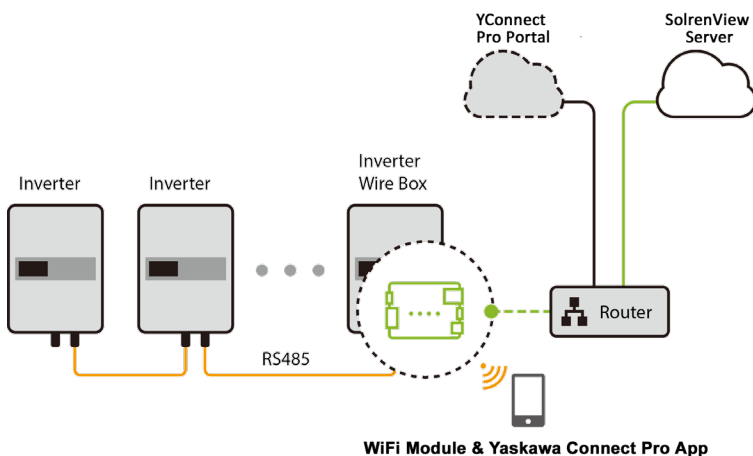 YConnect
Pro Portal
SolrenView
Server
Inverter
Inverter
Inverter
Wire Box
Router
RS485
WiFi Module & Yaskawa Connect Pro App